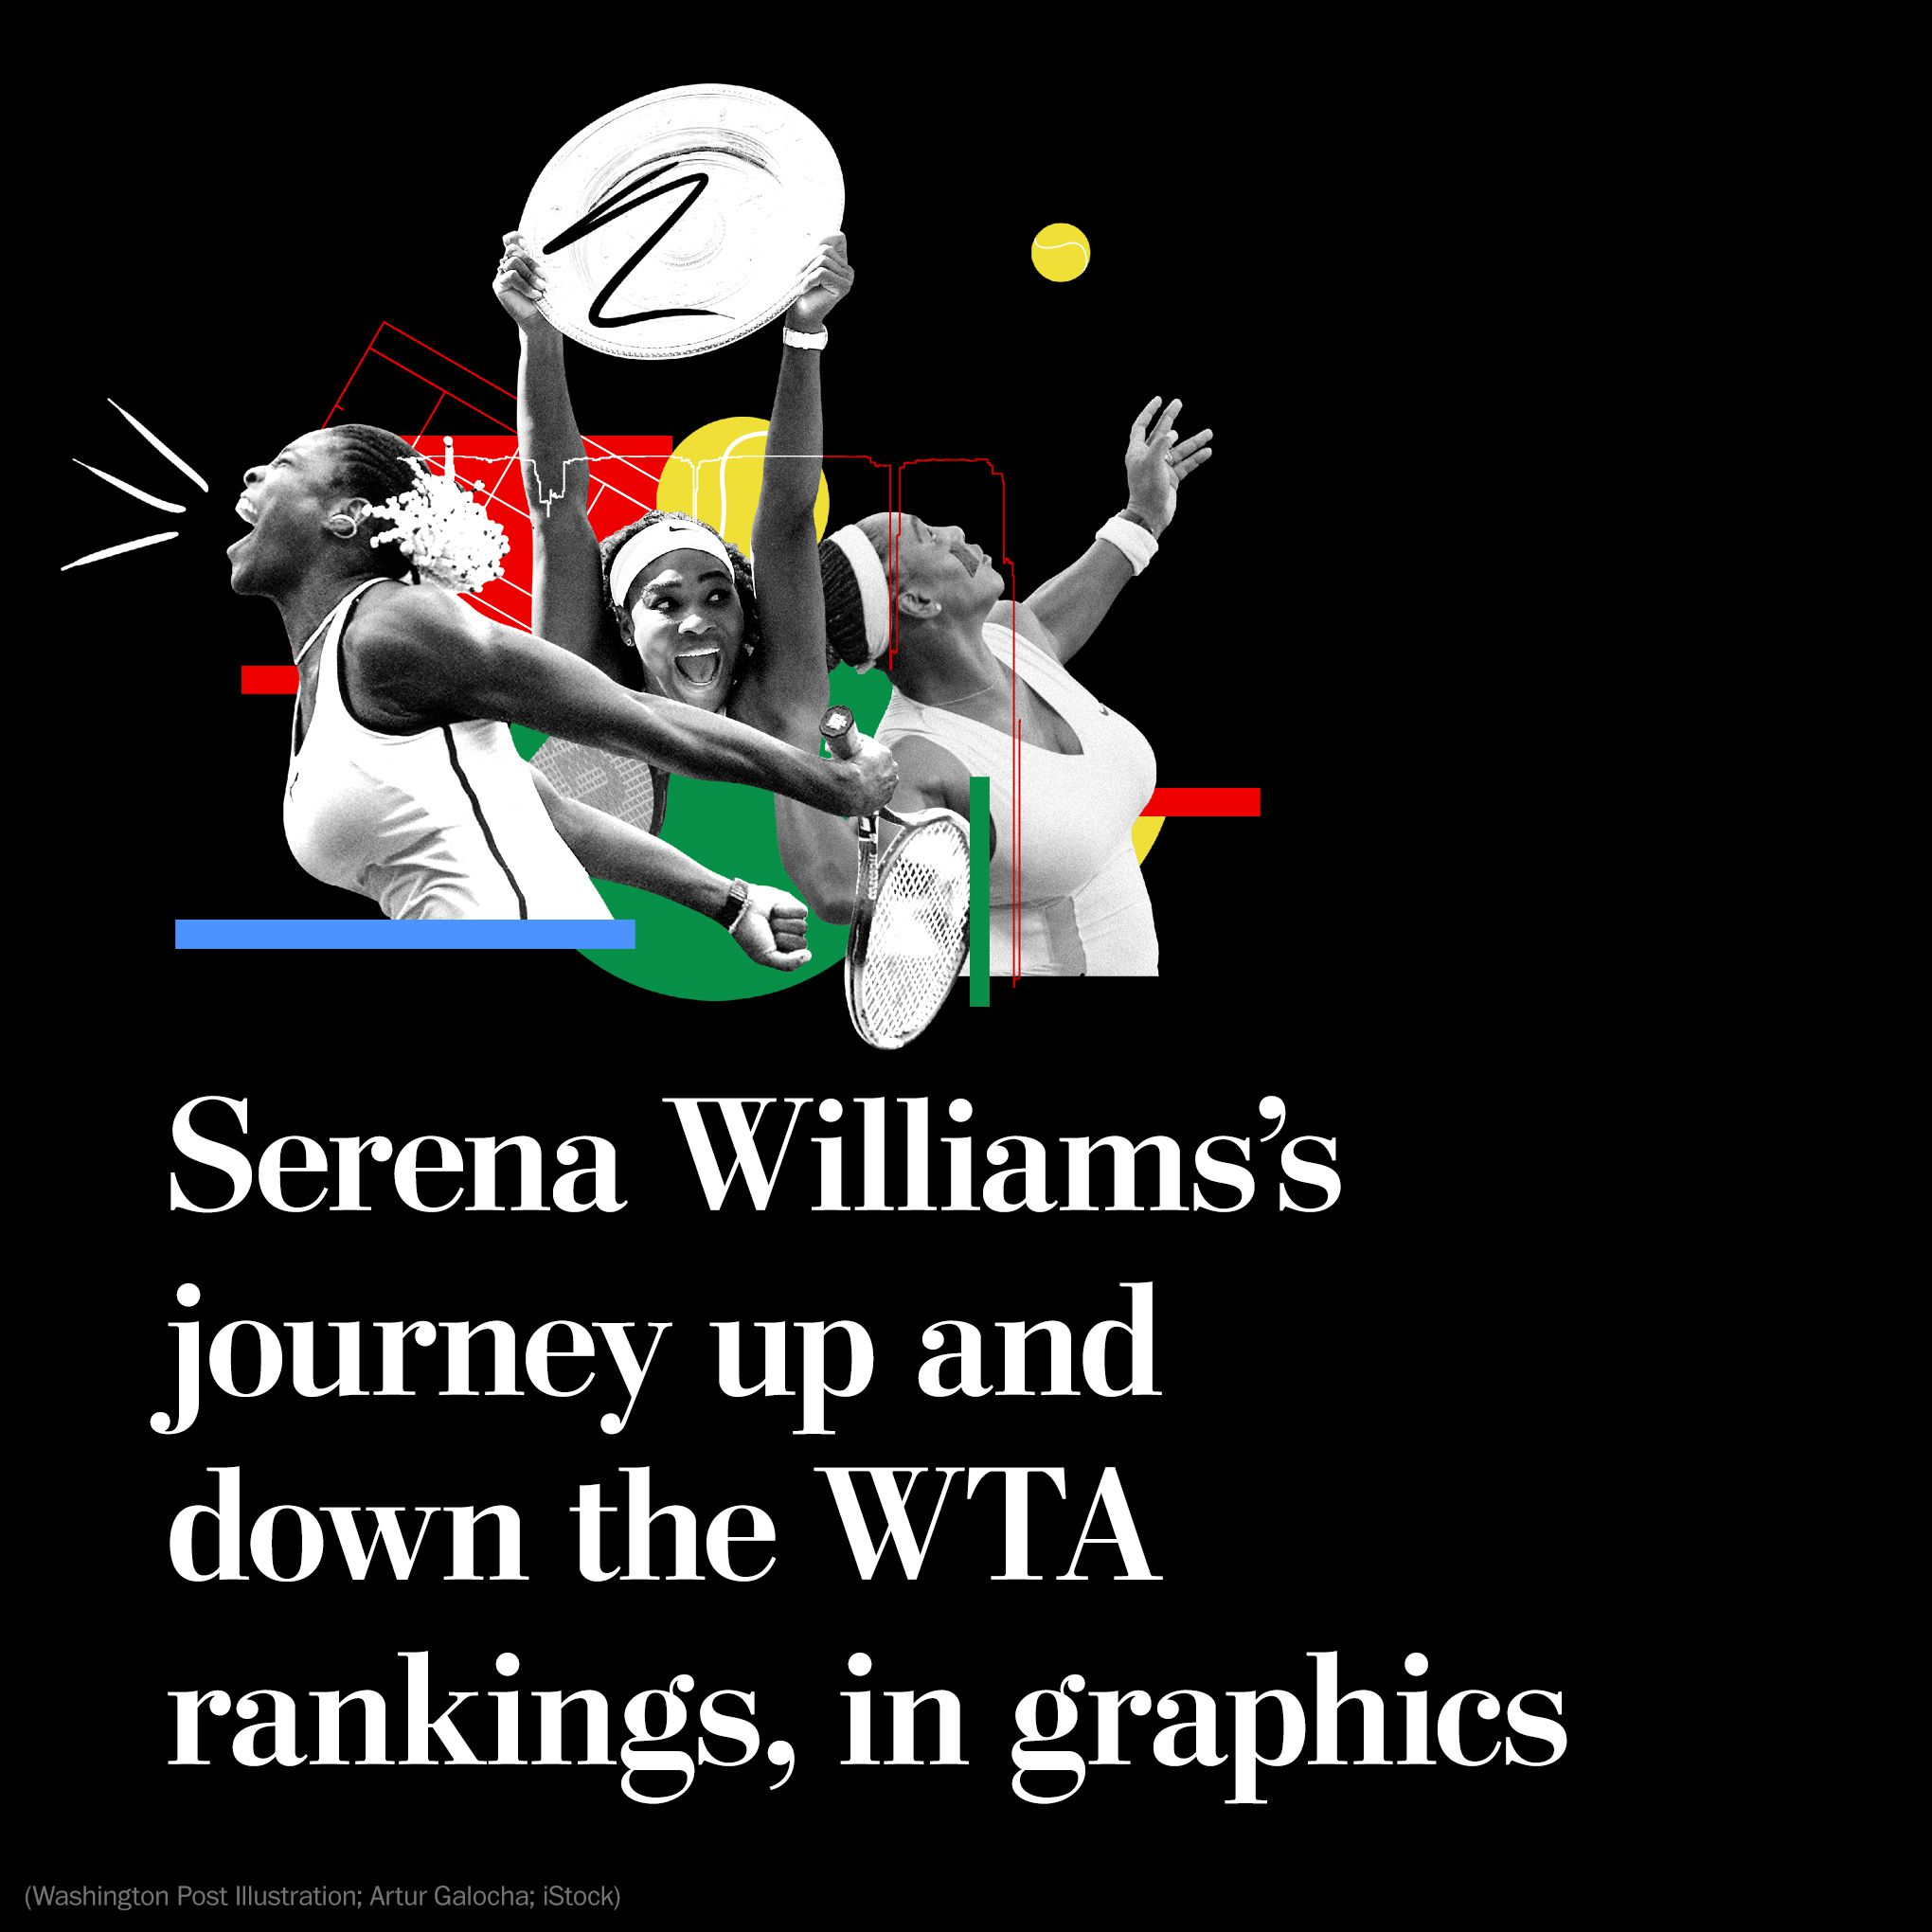 Serena Williams’s
journey up and
down the WTA
rankings, in graphics
(Washington Post Illustration; Artur Galocha; iStock)